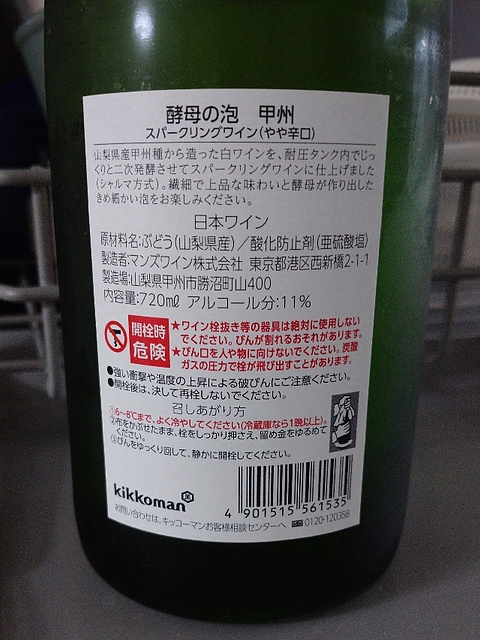 酵母の泡 甲州
スパークリングワイン(やや辛口)
山梨県産甲州種から造った白ワインを、耐圧タンク内でじっ
くりと二次発酵させてスパークリングワインに仕上げました
(シャルマ方式)。繊細で上品な味わいと酵母が作り出した
きめ細かい泡をお楽しみください。
日本ワイン
原材料名:ぶどう(山梨県産)/酸化防止剤(亜硫酸塩)
製造者:マンズワイン株式会社 東京都港区西新橋2-1-1
製造場:山梨県甲州市勝沼町山400
内容量:720㎖ アルコール分:11%
開栓時
危険
★ワイン栓抜き等の器具は絶対に使用しない
でください。びんが割れるおそれがあります。
★びん口を人や物に向けないでください。炭酸
ガスの圧力で栓が飛び出すことがあります。
●強い衝撃や温度の上昇による破びんにご注意ください。
●開栓後は、決して再栓しないでください。
召しあがり方
①6~8℃まで、よく冷やしてください(冷蔵庫なら1晩以上)。
②布をかぶせたまま、栓をしっかり押さえ、留め金をゆるめて
ください。
③びんをゆっくり回して、静かに開栓してください。
kikkoman
4 901515 561535
お問い合わせは、キッコーマンお客様相談センターへ 0120-120358